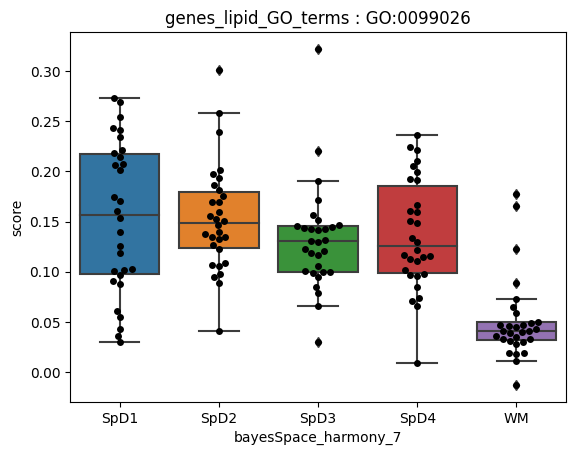 genes_lipid_GO_terms : GO:0099026
score
0.30
0.25
0.20
0.15
0.10
0.05
0.00
SpD1 SpD2 SpD3 SpD4 WM
bayesSpace_harmony_7